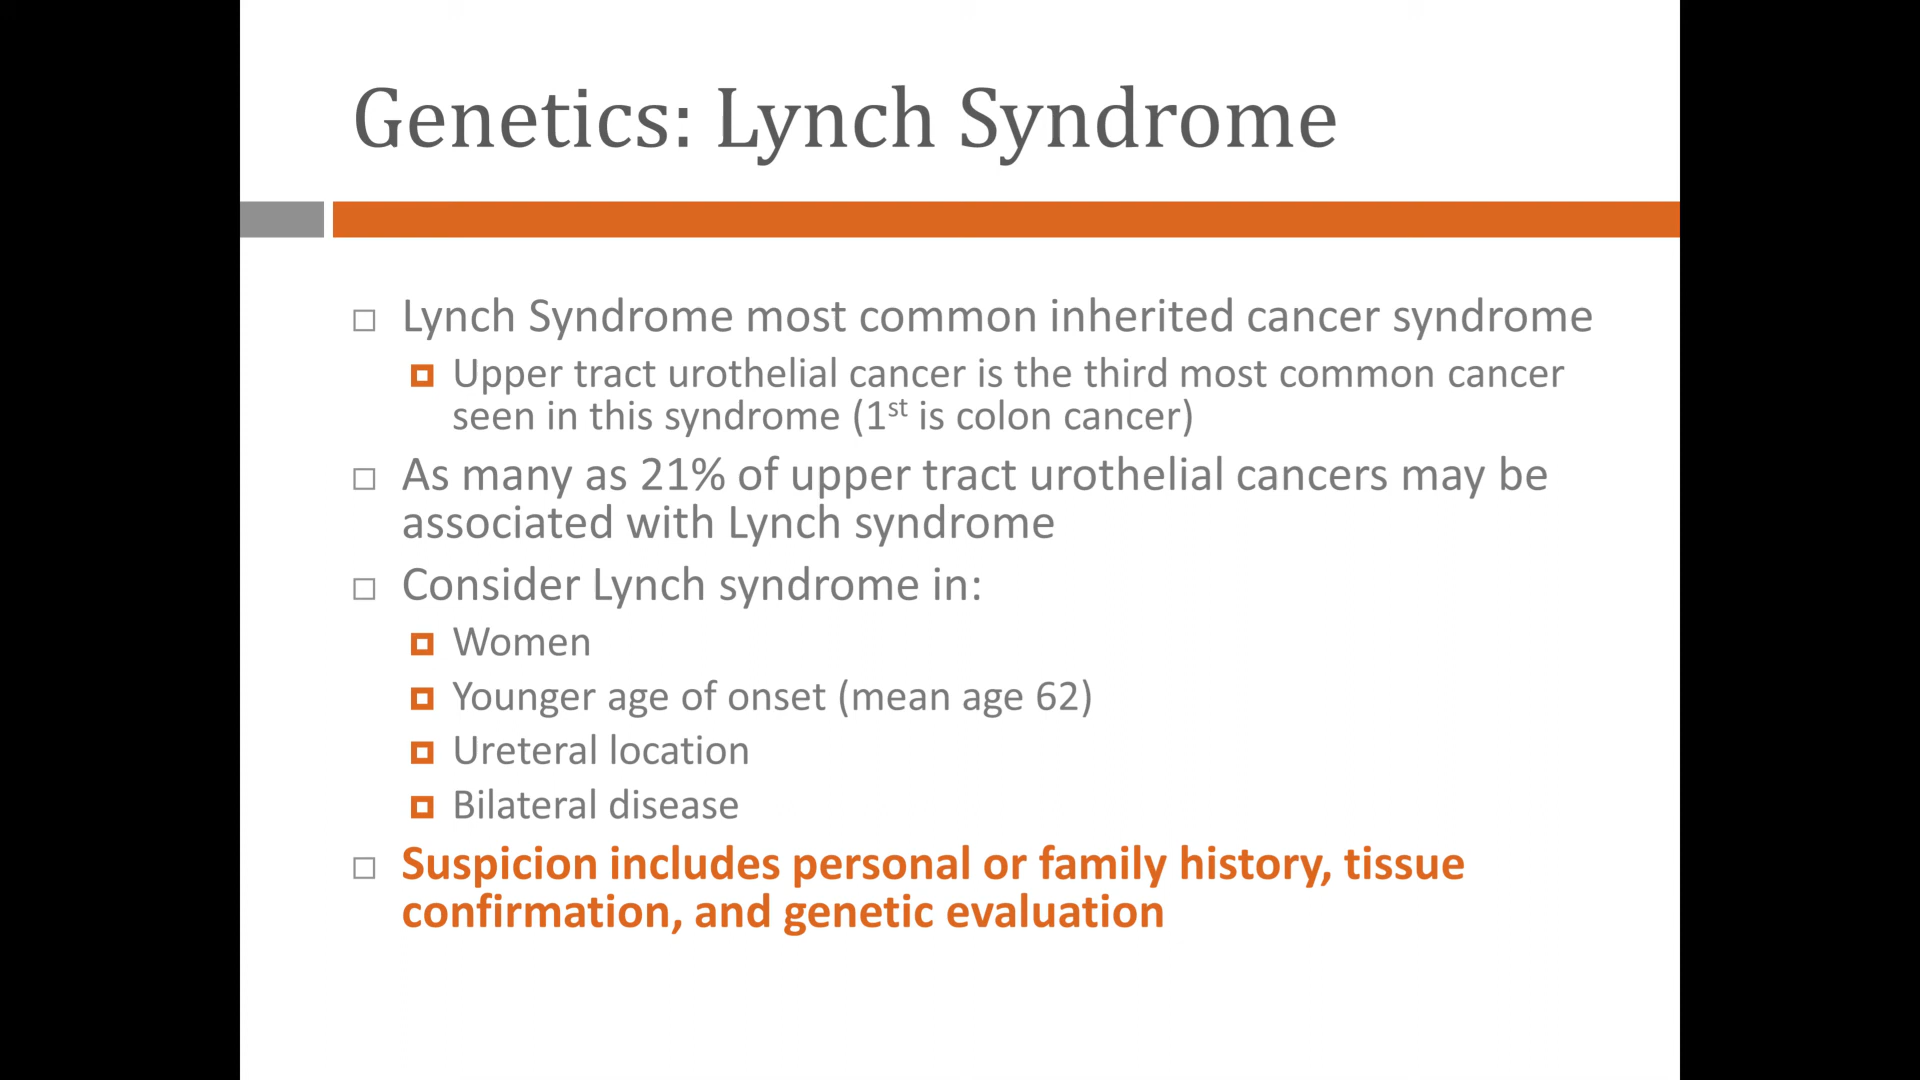 Genetics: Lynch Syndrome
Lynch Syndrome most common inherited cancer syndrome
Upper tract urothelial cancer is the third most common cancer
seen in this syndrome (1st is colon cancer)
As many as 21% of upper tract urothelial cancers may be
associated with Lynch syndrome
Consider Lynch syndrome in:
Women
Younger age of onset (mean age 62)
Ureteral location
Bilateral disease
Suspicion includes personal or family history, tissue
confirmation, and genetic evaluation